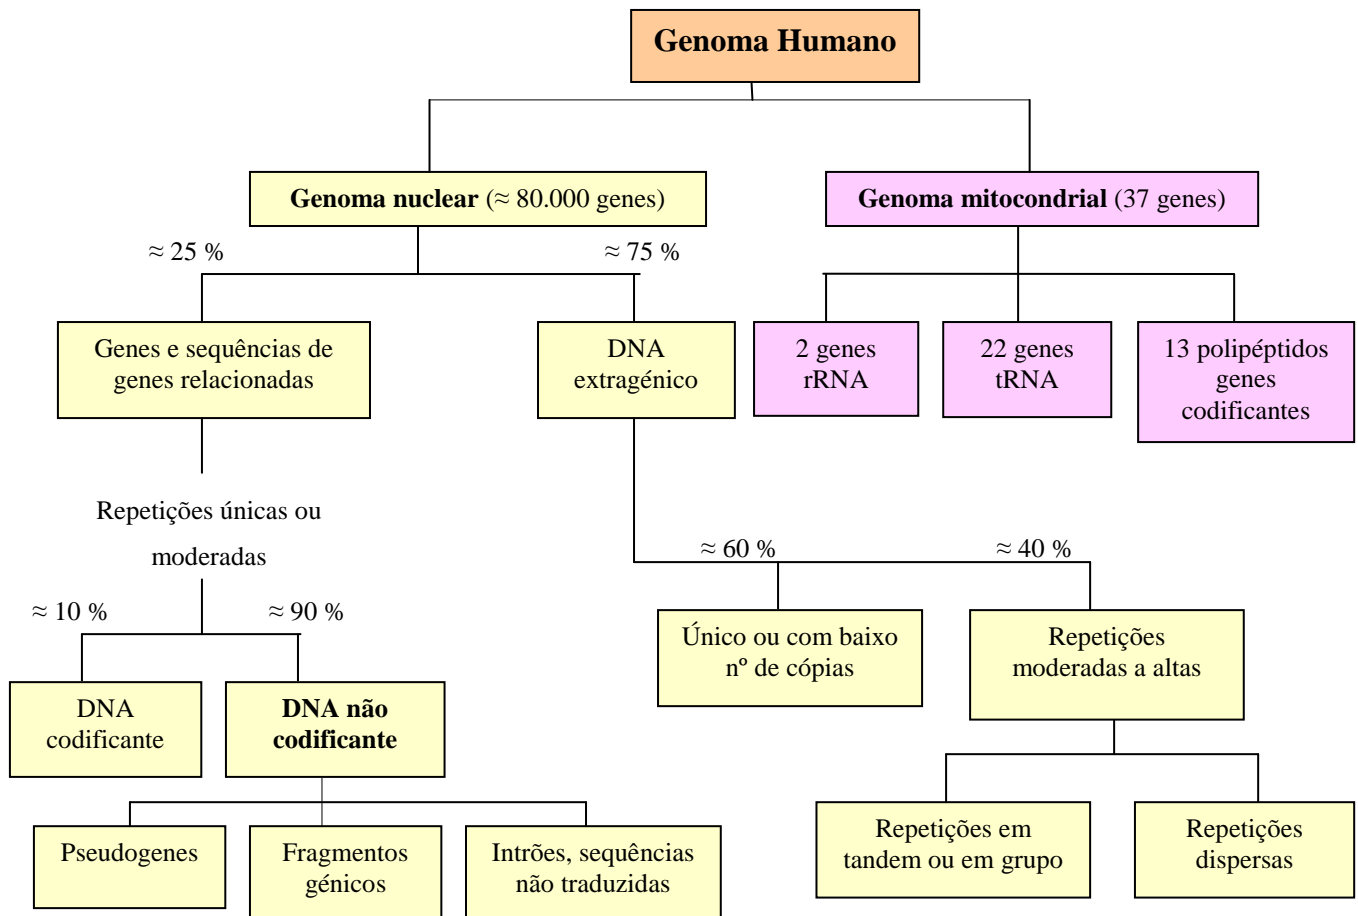 Genoma Humano
Genoma nuclear (≈ 80.000 genes)
Genoma mitocondrial (37 genes)
≈ 25 %
≈ 75 %
Genes e sequências de
genes relacionadas
DNA
extragénico
2 genes
rRNA
22 genes
tRNA
13 polipéptidos
genes
codificantes
Repetições únicas ou
moderadas
≈ 60 %
≈ 40 %
≈ 10 %
≈ 90 %
Único ou com baixo
nº de cópias
Repetições
moderadas a altas
DNA
codificante
DNA não
codificante
Pseudogenes
Fragmentos
génicos
Intrões, sequências
não traduzidas
Repetições em
tandem ou em grupo
Repetições
dispersas